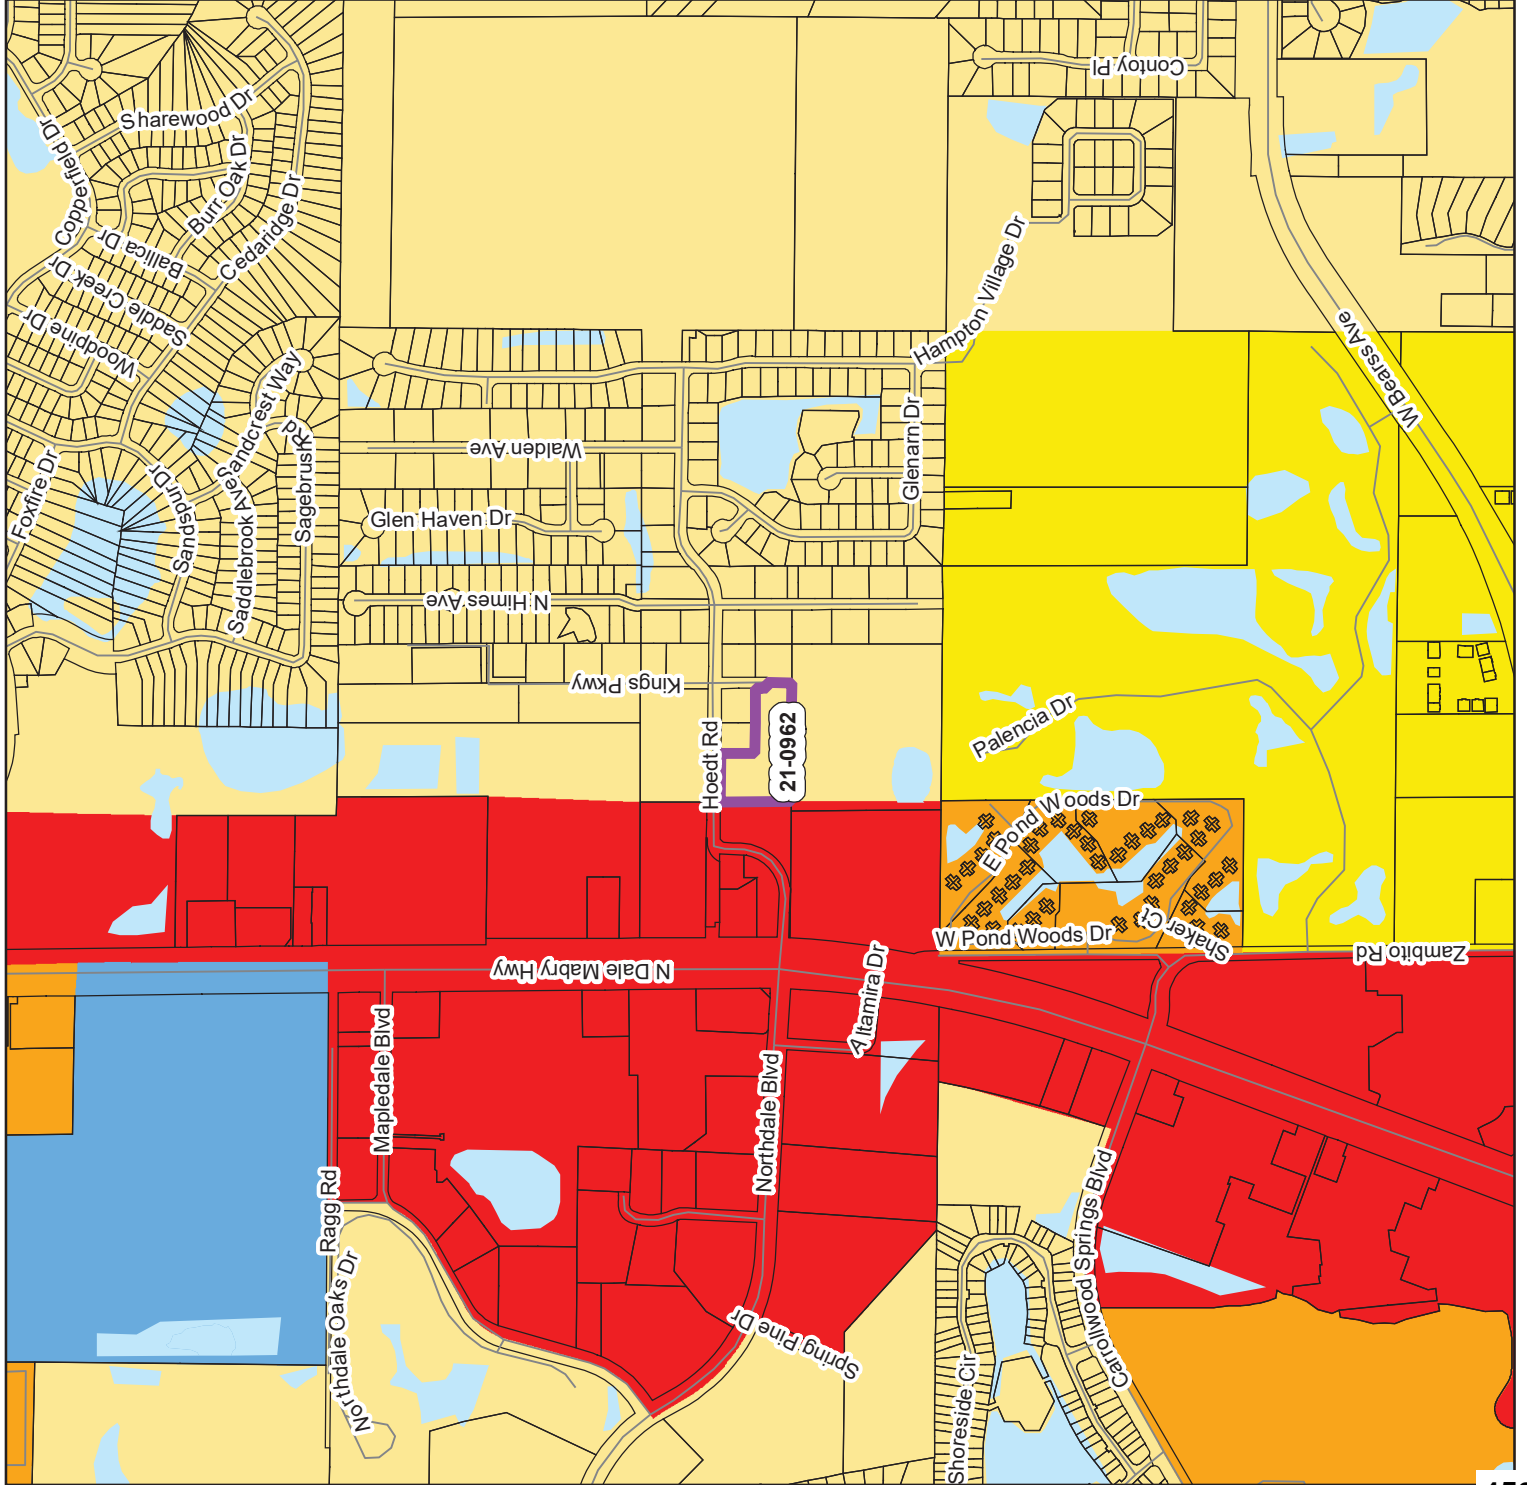 Contoy Pl
Sharewood Dr
Copperfield Dr
Burr Oak Dr
Cedaridge Dr
Ballica Dr
Saddle Creek Dr
Woodpine Dr
Hampton Village Dr
W Bearss Ave
Sandcrest Way
Sagebrush Rd
Walden Ave
Glenarn Dr
Foxfire Dr
Sandspur Dr
Saddlebrook Ave
Glen Haven Dr
N Himes Ave
Kings Pkwy
Hoedt Rd
21-0962
Palencia Dr
E Pond Woods Dr
W Pond Woods Dr
Shaker Ct
Zambito Rd
N Dale Mabry Hwy
Altamira Dr
Mapledale Blvd
Northdale Blvd
Ragg Rd
Northdale Oaks Dr
Carrollwood Springs Blvd
Spring Pine Dr
Shoreside Cir